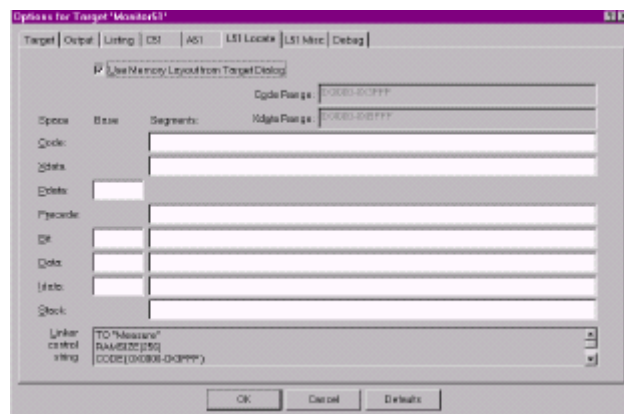 Options for Target 'Monitor51'
Target Output Listing C51 A51 L51 Locate L51 Misc Debug
Use Memory Layout from Target Dialog
Code Range:
Space Base Segments: Xdata Range:
Code:
Xdata:
Pdata:
Precede:
Bit:
Data:
Idata:
Stack:
Linker control string
TO "Measure"
RAMSIZE(256)
CODE(0X0000-0X3FFF)
OK Cancel Defaults